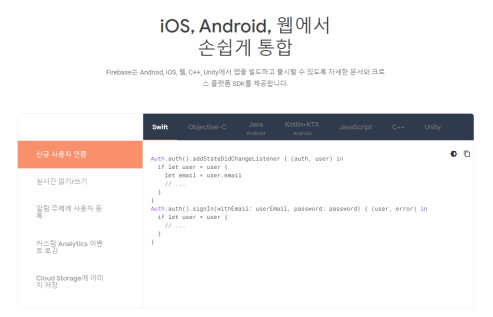 iOS, Android, 웹에서
손쉽게 통합
Firebase는 Android, iOS, 웹, C++, Unity에서 앱을 빌드하고 출시할 수 있도록 자세한 문서와 크로
스 플랫폼 SDK를 제공합니다.
Swift
Objective-C
Java
Android
Kotlin+KTX
Android
JavaScript
C++
Unity
신규 사용자 인증
실시간 읽기/쓰기
알림 주제에 사용자 등
록
커스텀 Analytics 이벤
트 로깅
Cloud Storage에 이미
지 저장
Auth.auth().addStateDidChangeListener { (auth, user) in
if let user = user {
let email = user.email
// ...
}
}
Auth.auth().signIn(withEmail: userEmail, password: password) { (user, error) in
if let user = user {
// ...
}
}